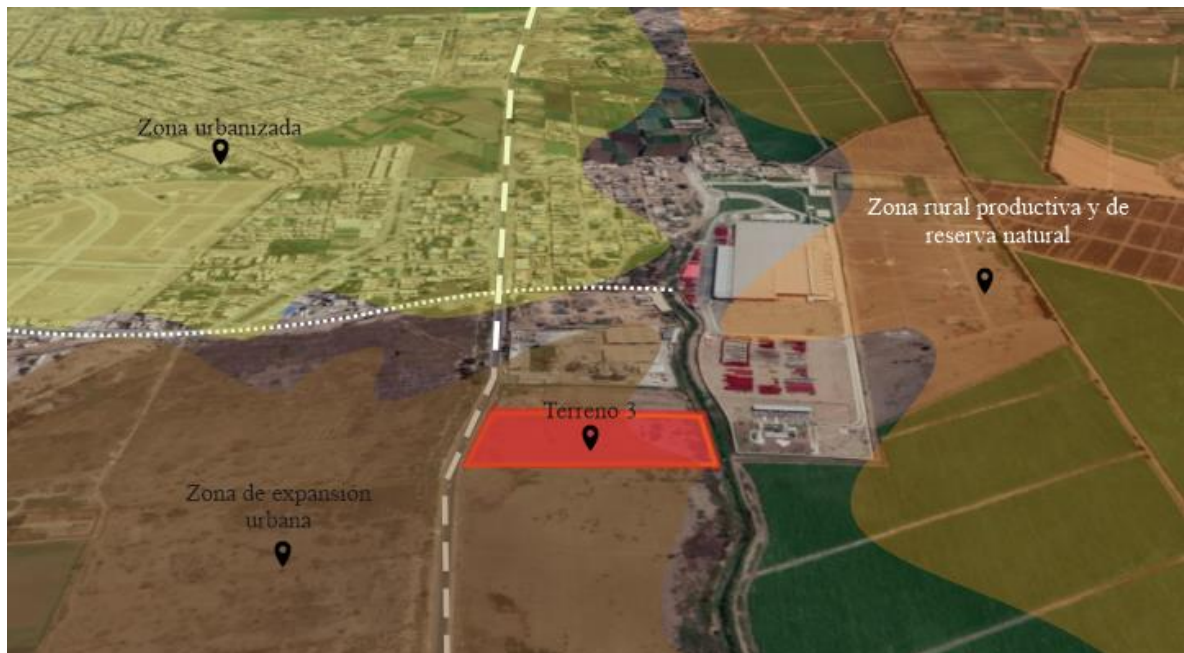 Zona urbanizada
Zona rural productiva y de
reserva natural
Terreno 3
Zona de expansión
urbana